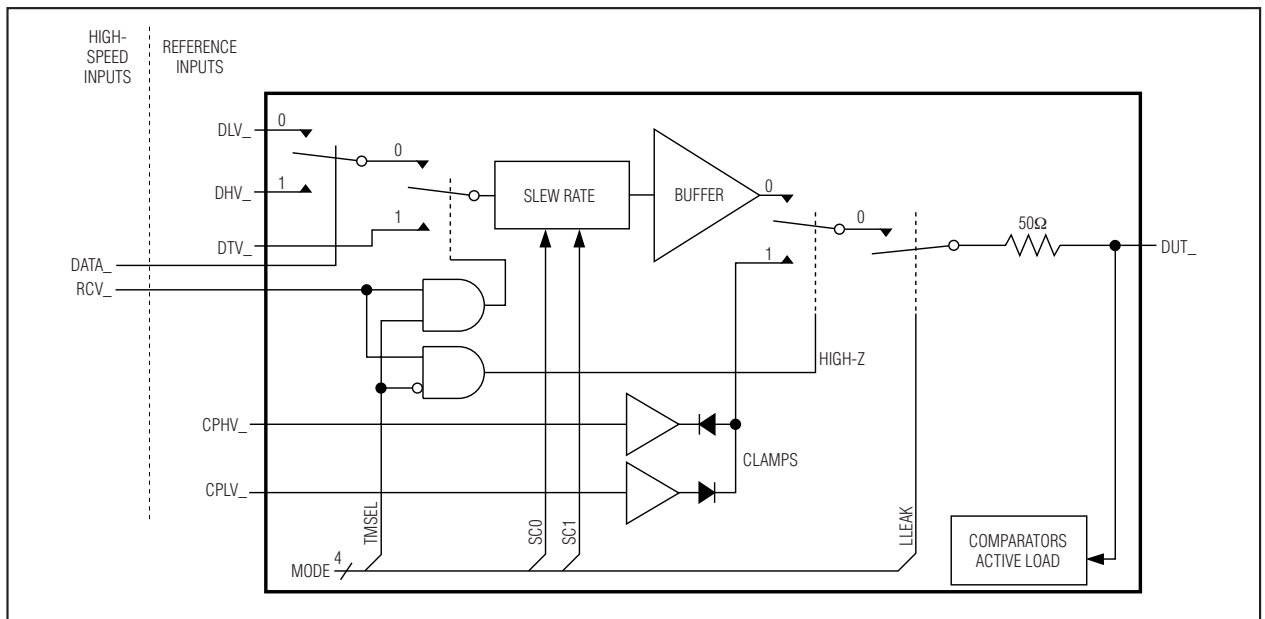 HIGH-
SPEED
INPUTS
REFERENCE
INPUTS
DLV_
0
DHV_
1
DTV_
DATA_
RCV_
0
1
SLEW RATE
BUFFER
0
1
0
50Ω
DUT_
HIGH-Z
CPHV_
CPLV_
CLAMPS
TMSEL
SC0
SC1
LLEAK
MODE
4
COMPARATORS
ACTIVE LOAD